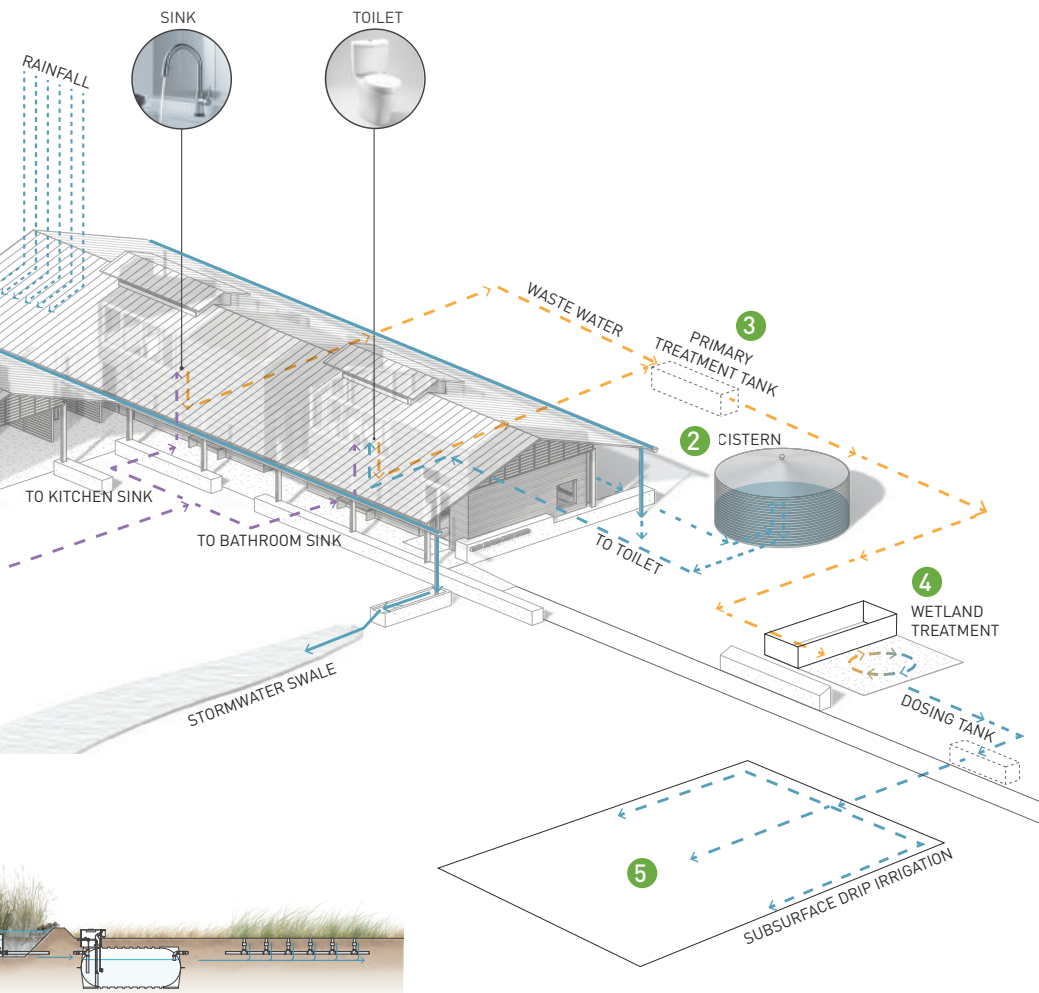 SINK
TOILET
RAINFALL
WASTE WATER
3
PRIMARY
TREATMENT TANK
2
CISTERN
TO KITCHEN SINK
TO BATHROOM SINK
TO TOILET
4
WETLAND
TREATMENT
STORMWATER SWALE
DOSING TANK
5
SUBSURFACE DRIP IRRIGATION